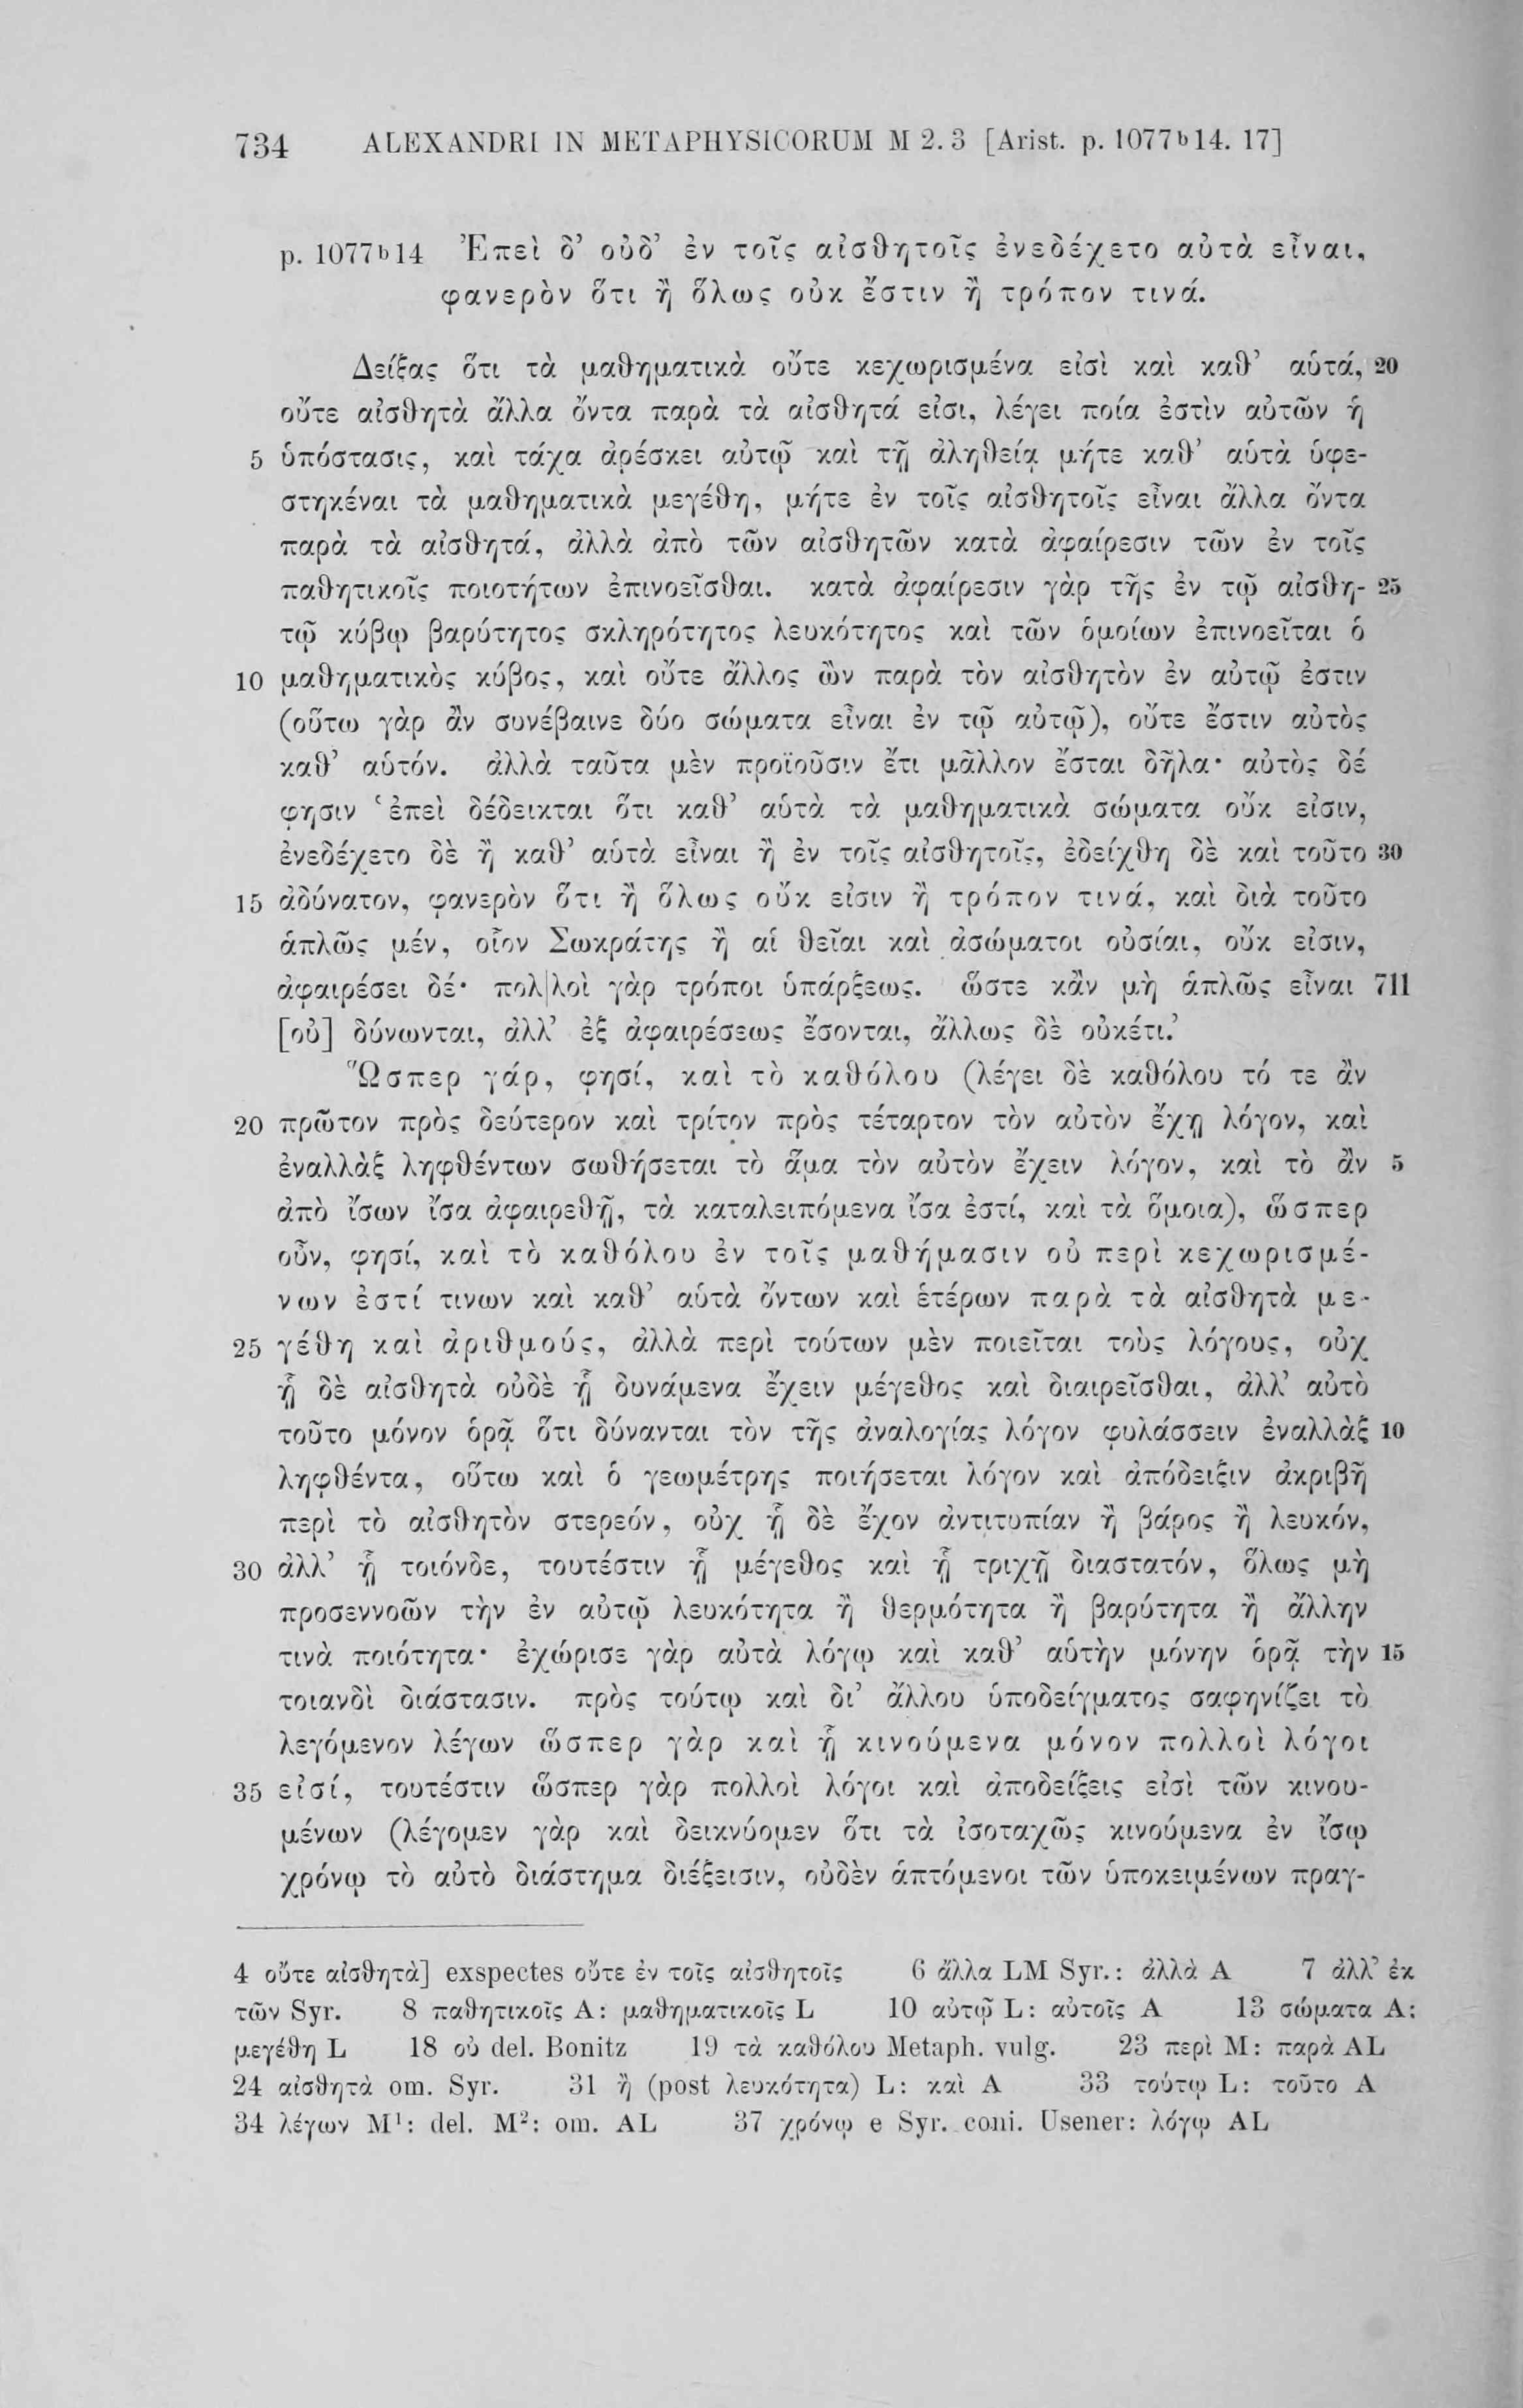 734 ALEXANDRI IN METAPHYSICORUM M 2. 3 [Arist. p. 1077b14. 17]
p. 1077b14 Ἐπεὶ δ’ οὐδ’ ἐν τοῖς αἰσθητοῖς ἐνεδέχετο αὐτὰ εἶναι,
φανερὸν ὅτι ἢ ὅλως οὐκ ἔστιν ἢ τρόπον τινά.
Δείξας ὅτι τὰ μαθηματικὰ οὔτε κεχωρισμένα εἰσὶ καὶ καθ’ αὑτά, 20
οὔτε αἰσθητὰ ἄλλα ὄντα παρὰ τὰ αἰσθητά εἰσι, λέγει ποία ἐστὶν αὐτῶν ἡ
5 ὑπόστασις, καὶ τάχα ἀρέσκει αὐτῷ καὶ τῇ ἀληθείᾳ μήτε καθ’ αὑτὰ ὑφε-
στηκέναι τὰ μαθηματικὰ μεγέθη, μήτε ἐν τοῖς αἰσθητοῖς εἶναι ἄλλα ὄντα
παρὰ τὰ αἰσθητά, ἀλλὰ ἀπὸ τῶν αἰσθητῶν κατὰ ἀφαίρεσιν τῶν ἐν τοῖς
παθητικοῖς ποιοτήτων ἐπινοεῖσθαι. κατὰ ἀφαίρεσιν γὰρ τῆς ἐν τῷ αἰσθη- 25
τῷ κύβῳ βαρύτητος σκληρότητος λευκότητος καὶ τῶν ὁμοίων ἐπινοεῖται ὁ
10 μαθηματικὸς κύβος, καὶ οὔτε ἄλλος ὢν παρὰ τὸν αἰσθητὸν ἐν αὐτῷ ἐστιν
(οὕτω γὰρ ἂν συνέβαινε δύο σώματα εἶναι ἐν τῷ αὐτῷ), οὔτε ἔστιν αὐτὸς
καθ’ αὑτόν. ἀλλὰ ταῦτα μὲν προϊοῦσιν ἔτι μᾶλλον ἔσται δῆλα· αὐτὸς δέ
φησιν ‘ἐπεὶ δέδεικται ὅτι καθ’ αὑτὰ τὰ μαθηματικὰ σώματα οὔκ εἰσιν,
ἐνεδέχετο δὲ ἢ καθ’ αὑτὰ εἶναι ἢ ἐν τοῖς αἰσθητοῖς, ἐδείχθη δὲ καὶ τοῦτο 30
15 ἀδύνατον, φανερὸν ὅτι ἢ ὅλως οὔκ εἰσιν ἢ τρόπον τινά, καὶ διὰ τοῦτο
ἁπλῶς μέν, οἷον Σωκράτης ἢ αἱ θεῖαι καὶ ἀσώματοι οὐσίαι, οὔκ εἰσιν,
ἀφαιρέσει δέ· πολ|λοὶ γὰρ τρόποι ὑπάρξεως. ὥστε κἂν μὴ ἁπλῶς εἶναι 711
[οὐ] δύνωνται, ἀλλ’ ἐξ ἀφαιρέσεως ἔσονται, ἄλλως δὲ οὐκέτι.’
Ὥσπερ γάρ, φησί, καὶ τὸ καθόλου (λέγει δὲ καθόλου τό τε ἂν
20 πρῶτον πρὸς δεύτερον καὶ τρίτον πρὸς τέταρτον τὸν αὐτὸν ἔχῃ λόγον, καὶ
ἐναλλὰξ ληφθέντων σωθήσεται τὸ ἅμα τὸν αὐτὸν ἔχειν λόγον, καὶ τὸ ἂν 5
ἀπὸ ἴσων ἴσα ἀφαιρεθῇ, τὰ καταλειπόμενα ἴσα ἐστί, καὶ τὰ ὅμοια), ὥσπερ
οὖν, φησί, καὶ τὸ καθόλου ἐν τοῖς μαθήμασιν οὐ περὶ κεχωρισμέ-
νων ἐστί τινων καὶ καθ’ αὑτὰ ὄντων καὶ ἑτέρων παρὰ τὰ αἰσθητὰ με-
25 γέθη καὶ ἀριθμούς, ἀλλὰ περὶ τούτων μὲν ποιεῖται τοὺς λόγους, οὐχ
ᾗ δὲ αἰσθητὰ οὐδὲ ᾗ δυνάμενα ἔχειν μέγεθος καὶ διαιρεῖσθαι, ἀλλ’ αὐτὸ
τοῦτο μόνον ὁρᾷ ὅτι δύνανται τὸν τῆς ἀναλογίας λόγον φυλάσσειν ἐναλλὰξ 10
ληφθέντα, οὕτω καὶ ὁ γεωμέτρης ποιήσεται λόγον καὶ ἀπόδειξιν ἀκριβῆ
περὶ τὸ αἰσθητὸν στερεόν, οὐχ ᾗ δὲ ἔχον ἀντιτυπίαν ἢ βάρος ἢ λευκόν,
30 ἀλλ’ ᾗ τοιόνδε, τουτέστιν ᾗ μέγεθος καὶ ᾗ τριχῇ διαστατόν, ὅλως μὴ
προσεννοῶν τὴν ἐν αὐτῷ λευκότητα ἢ θερμότητα ἢ βαρύτητα ἢ ἄλλην
τινὰ ποιότητα· ἐχώρισε γὰρ αὐτὰ λόγῳ καὶ καθ’ αὑτὴν μόνην ὁρᾷ τὴν 15
τοιανδὶ διάστασιν. πρὸς τούτῳ καὶ δι’ ἄλλου ὑποδείγματος σαφηνίζει τὸ
λεγόμενον λέγων ὥσπερ γὰρ καὶ ᾗ κινούμενα μόνον πολλοὶ λόγοι
35 εἰσί, τουτέστιν ὥσπερ γὰρ πολλοὶ λόγοι καὶ ἀποδείξεις εἰσὶ τῶν κινου-
μένων (λέγομεν γὰρ καὶ δεικνύομεν ὅτι τὰ ἰσοταχῶς κινούμενα ἐν ἴσῳ
χρόνῳ τὸ αὐτὸ διάστημα διέξεισιν, οὐδὲν ἁπτόμενοι τῶν ὑποκειμένων πραγ-
4 οὔτε αἰσθητὰ] exspectes οὔτε ἐν τοῖς αἰσθητοῖς 6 ἄλλα LM Syr.: ἀλλὰ A 7 ἀλλ’ ἐκ
τῶν Syr. 8 παθητικοῖς A: μαθηματικοῖς L 10 αὐτῷ L: αὐτοῖς A 13 σώματα A:
μεγέθη L 18 οὐ del. Bonitz 19 τὰ καθόλου Metaph. vulg. 23 περὶ M: παρὰ AL
24 αἰσθητὰ om. Syr. 31 ἢ (post λευκότητα) L: καὶ A 33 τούτῳ L: τοῦτο A
34 λέγων M¹: del. M²: om. AL 37 χρόνῳ e Syr. coni. Usener: λόγῳ AL